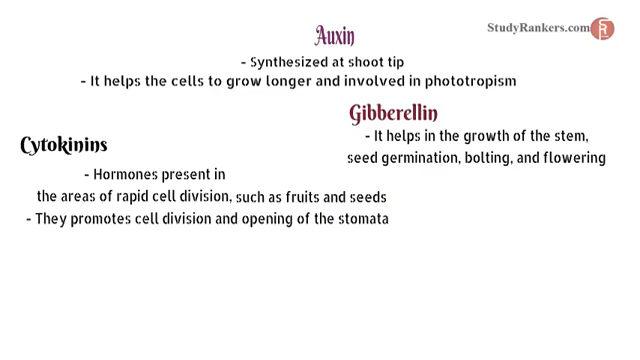 StudyRankers.com
Auxin
- Synthesized at shoot tip
- It helps the cells to grow longer and involved in phototropism
Gibberellin
- It helps in the growth of the stem,
seed germination, bolting, and flowering
Cytokinins
- Hormones present in
the areas of rapid cell division, such as fruits and seeds
- They promotes cell division and opening of the stomata